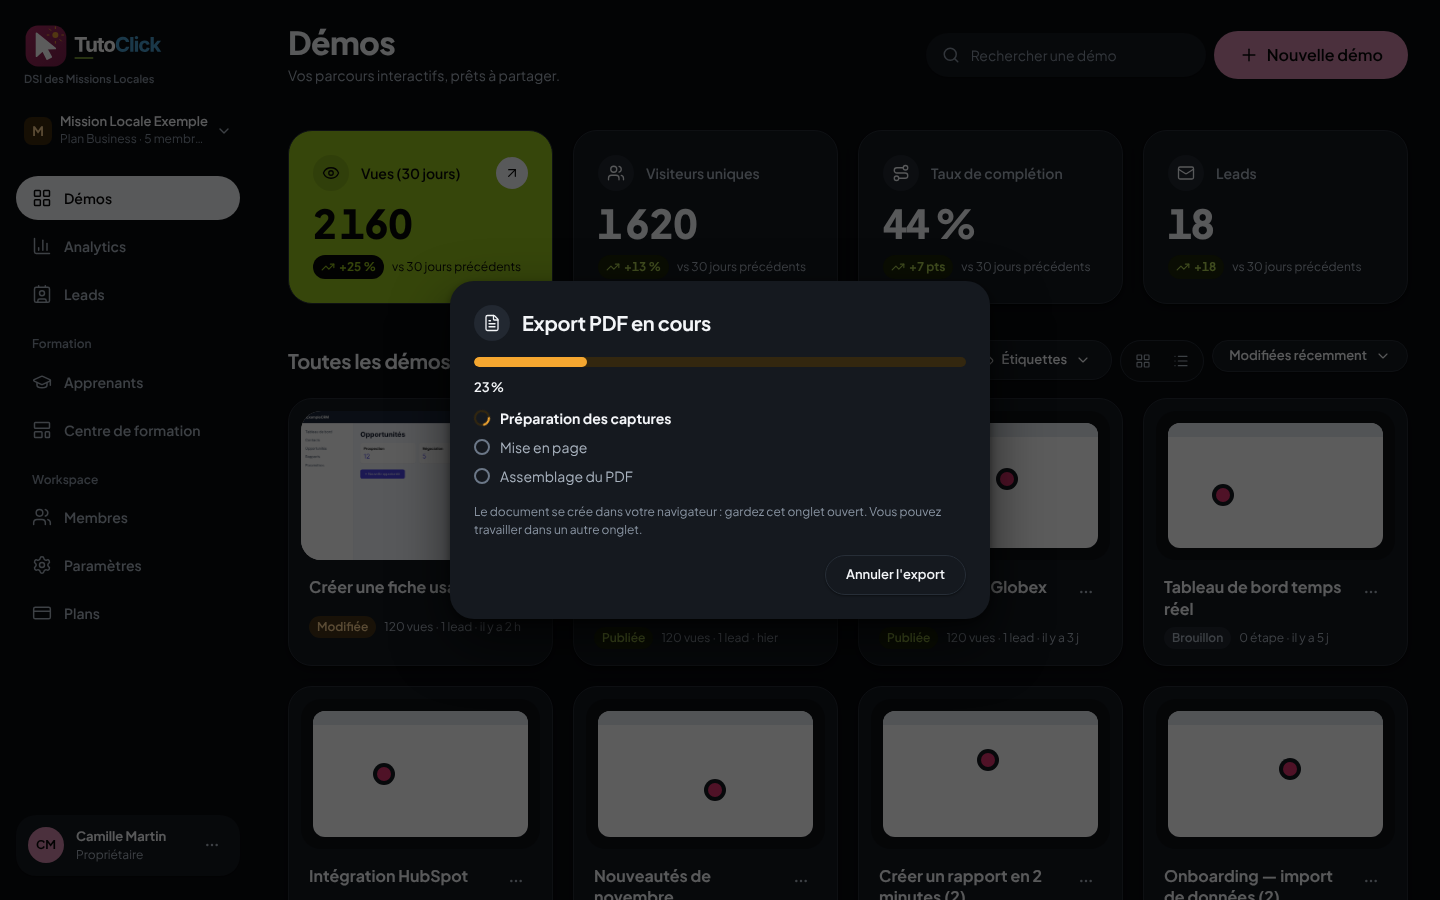 TutoClick
DSI des Missions Locales
M
Mission Locale Exemple
Plan Business · 5 membr...
Démos
Analytics
Leads
Formation
Apprenants
Centre de formation
Workspace
Membres
Paramètres
Plans
CM
Camille Martin
Propriétaire
...
Démos
Vos parcours interactifs, prêts à partager.
Rechercher une démo
Nouvelle démo
Vues (30 jours)
2 160
+25 %
vs 30 jours précédents
Visiteurs uniques
1 620
+13 %
vs 30 jours précédents
Taux de complétion
44 %
+7 pts
vs 30 jours précédents
Leads
18
+18
vs 30 jours précédents
Toutes les démos
Étiquettes
Modifiées récemment
Export PDF en cours
23 %
Préparation des captures
Mise en page
Assemblage du PDF
Le document se crée dans votre navigateur : gardez cet onglet ouvert. Vous pouvez
travailler dans un autre onglet.
Annuler l'export
Opportunités
Créer une fiche
Modifiée
120 vues · 1 lead · il y a 2 h
Publiée
120 vues · 1 lead · hier
Globex
...
Publiée
120 vues · 1 lead · il y a 3 j
Tableau de bord temps
réel
...
Brouillon
0 étape · il y a 5 j
Intégration HubSpot
...
Nouveautés de
novembre
...
Créer un rapport en 2
minutes (2)
...
Onboarding — import
de données (2)
...